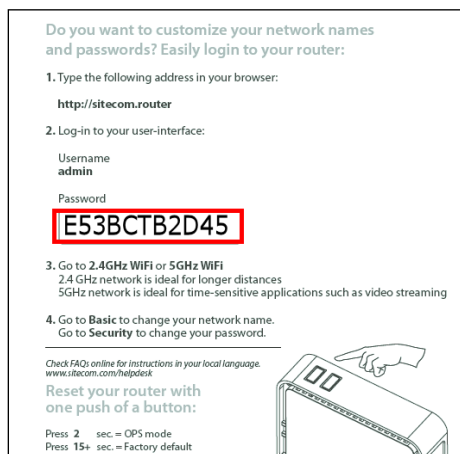 Do you want to customize your network names
and passwords? Easily login to your router:
1. Type the following address in your browser:
http://sitecom.router
2. Log-in to your user-interface:
Username
admin
Password
E53BCTB2D45
3. Go to 2.4GHz WiFi or 5GHz WiFi
2.4 GHz network is ideal for longer distances
5GHz network is ideal for time-sensitive applications such as video streaming
4. Go to Basic to change your network name.
Go to Security to change your password.
Check FAQs online for instructions in your local language.
www.sitecom.com/helpdesk
Reset your router with
one push of a button:
Press 2 sec. = OPS mode
Press 15+ sec. = Factory default